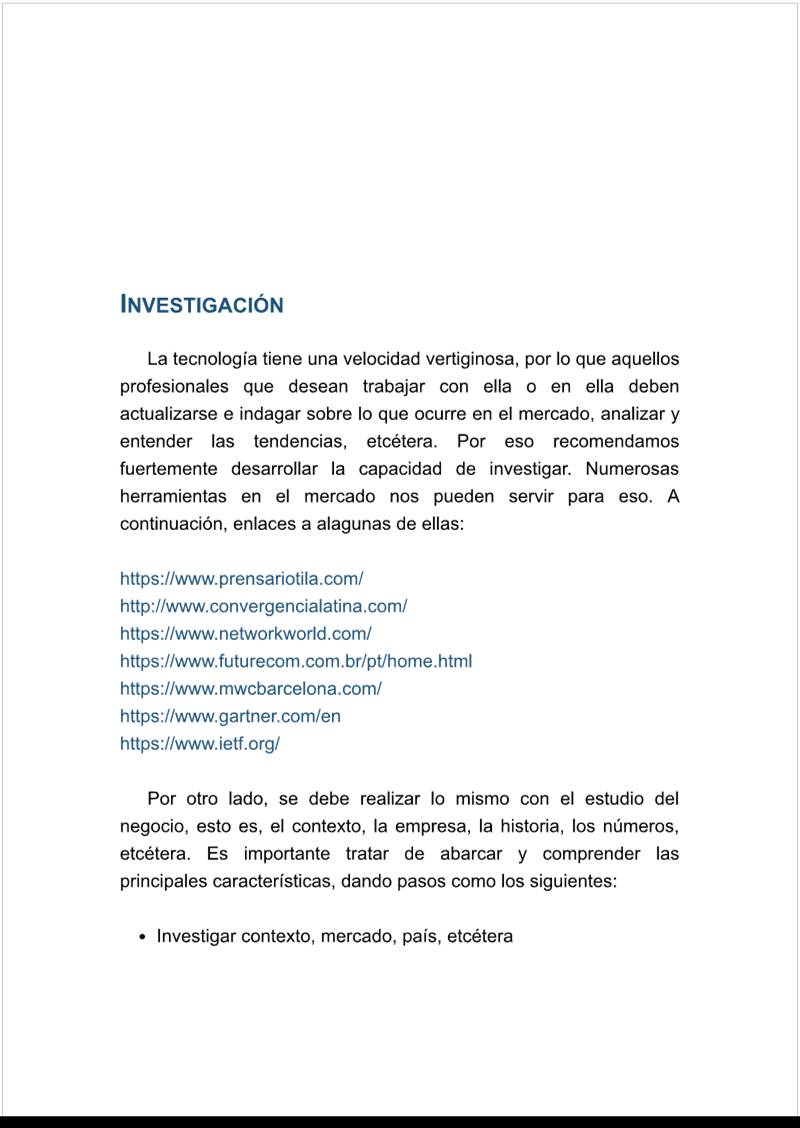 INVESTIGACIÓN
La tecnología tiene una velocidad vertiginosa, por lo que aquellos
profesionales que desean trabajar con ella o en ella deben
actualizarse e indagar sobre lo que ocurre en el mercado, analizar y
entender las tendencias, etcétera. Por eso recomendamos
fuertemente desarrollar la capacidad de investigar. Numerosas
herramientas en el mercado nos pueden servir para eso. A
continuación, enlaces a alagunas de ellas:
https://www.prensariotila.com/
http://www.convergencialatina.com/
https://www.networkworld.com/
https://www.futurecom.com.br/pt/home.html
https://www.mwcbarcelona.com/
https://www.gartner.com/en
https://www.ietf.org/
Por otro lado, se debe realizar lo mismo con el estudio del
negocio, esto es, el contexto, la empresa, la historia, los números,
etcétera. Es importante tratar de abarcar y comprender las
principales características, dando pasos como los siguientes:
• Investigar contexto, mercado, país, etcétera